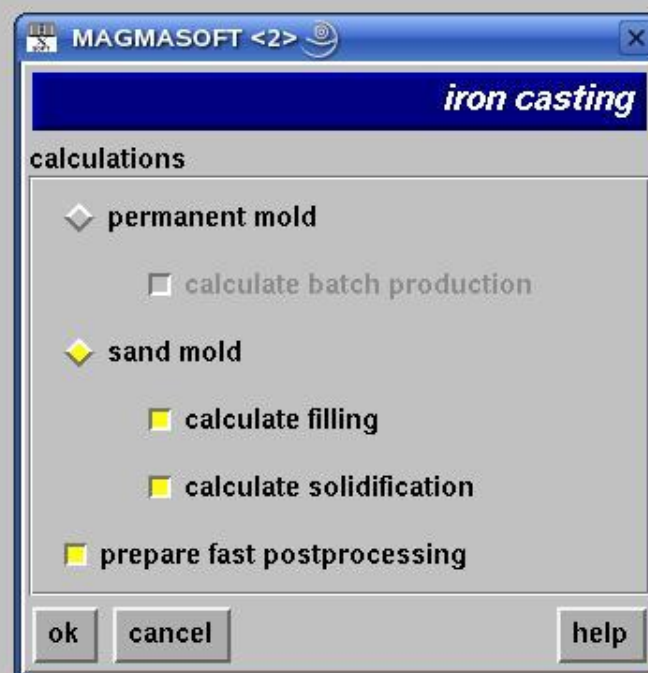 MAGMASOFT <2>
iron casting
calculations
permanent mold
calculate batch production
sand mold
calculate filling
calculate solidification
prepare fast postprocessing
ok cancel help